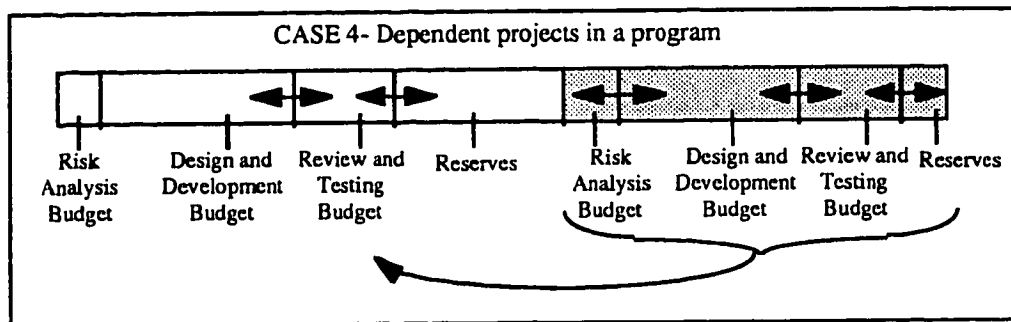 CASE 4- Dependent projects in a program
Risk
Analysis
Budget
Design and
Development
Budget
Review and
Testing
Budget
Reserves
Risk
Analysis
Budget
Design and
Development
Budget
Review and
Testing
Budget
Reserves